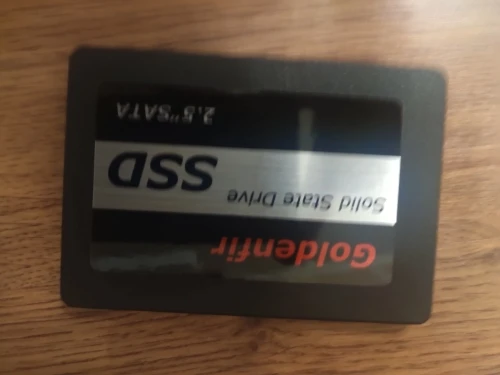 Goldenfir
Solid State Drive SSD
2.5"SATA